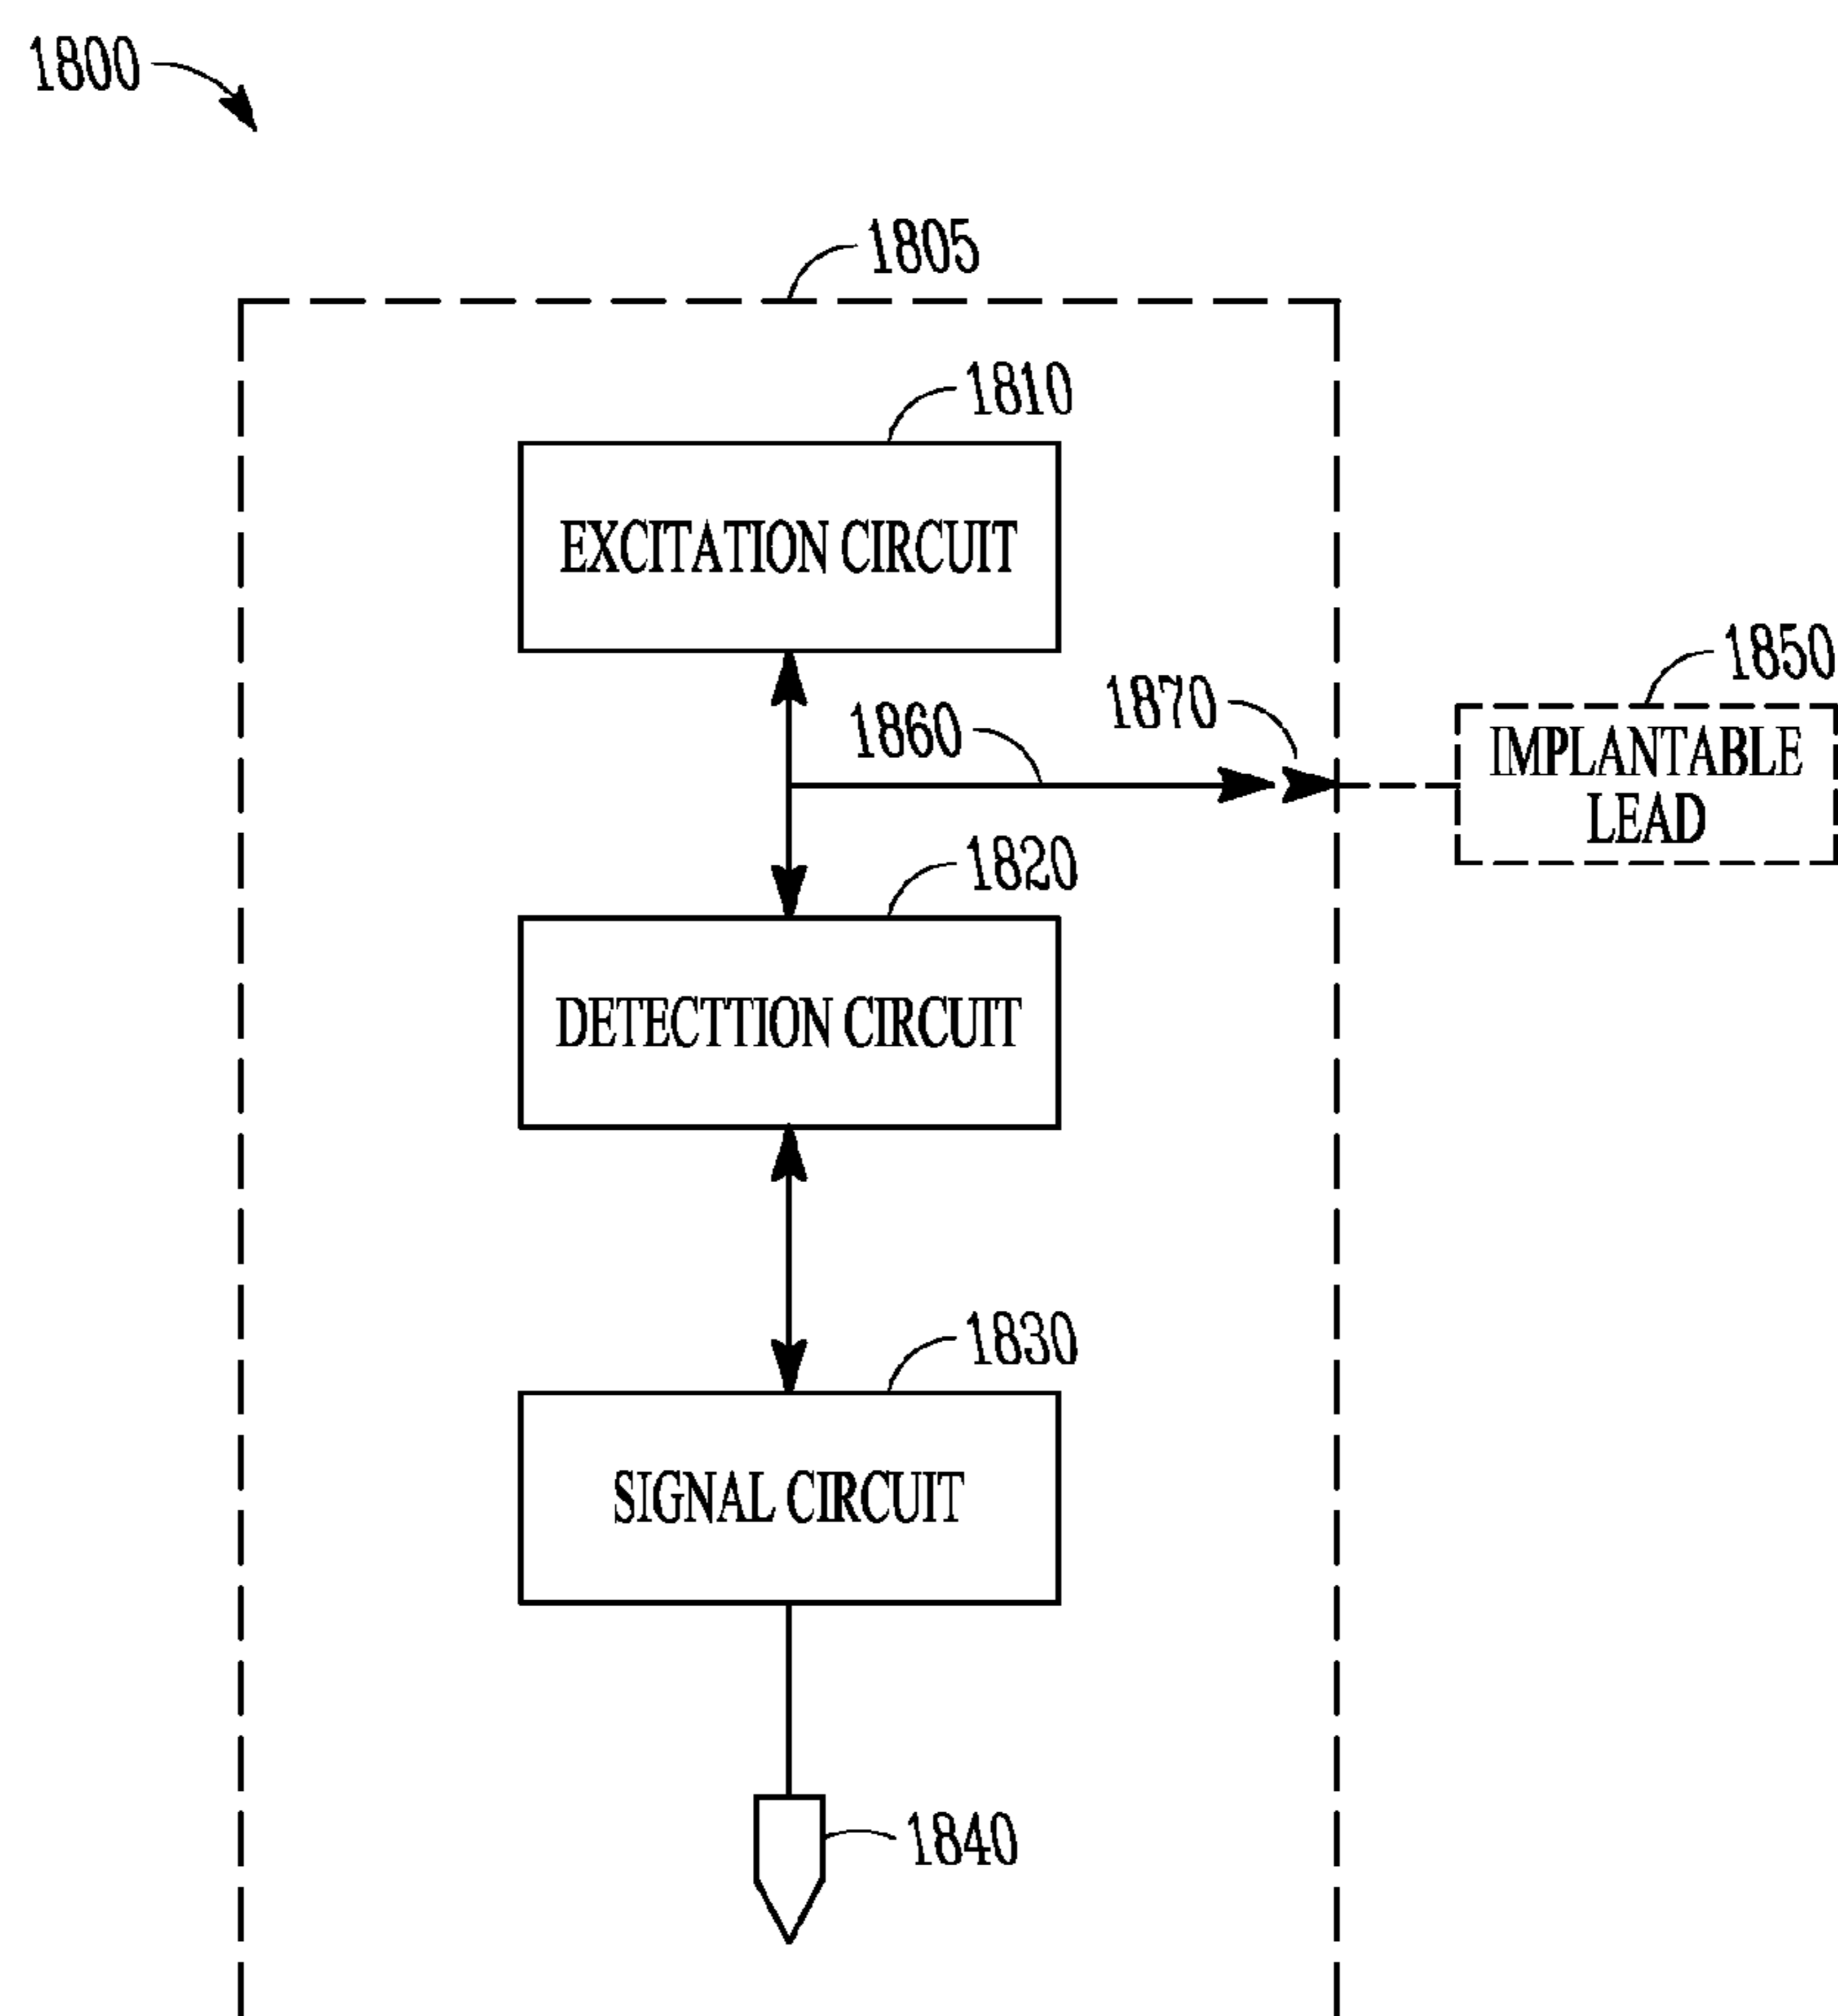 1800
1805
1810
EXCITATION CIRCUIT
1850
1870
1860
IMPLANTABLE
LEAD
1820
DETECTTION CIRCUIT
1830
SIGNAL CIRCUIT
1840